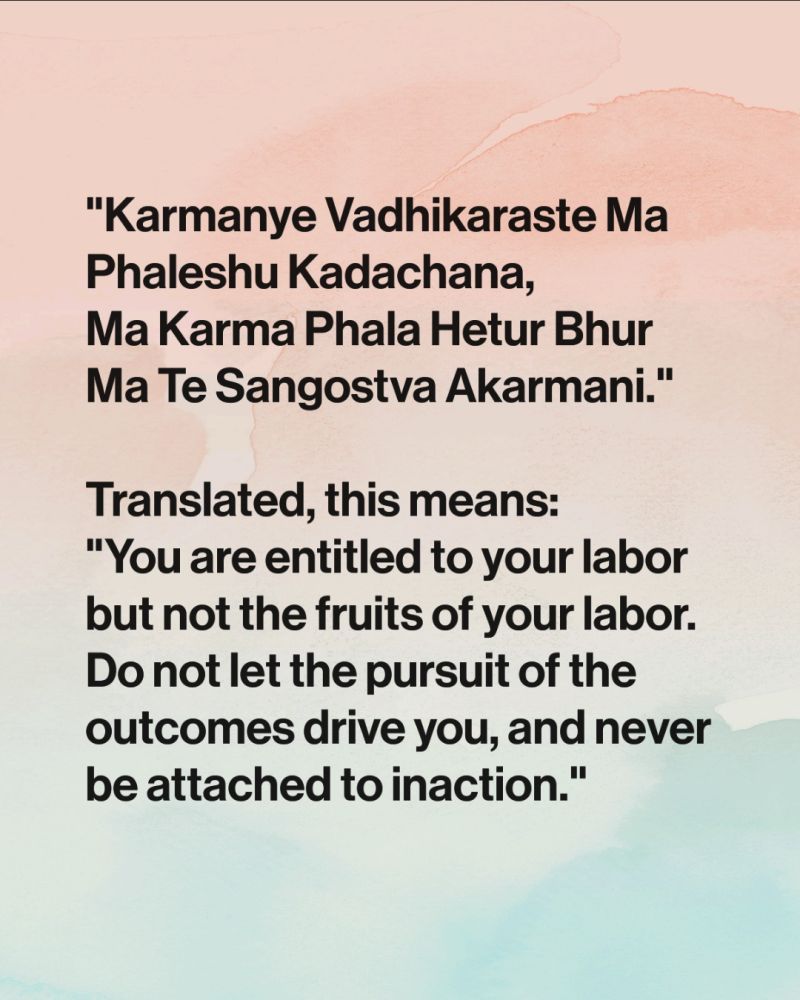 "Karmanye Vadhikaraste Ma
Phaleshu Kadachana,
Ma Karma Phala Hetur Bhur
Ma Te Sangostva Akarmani."
Translated, this means:
"You are entitled to your labor
but not the fruits of your labor.
Do not let the pursuit of the
outcomes drive you, and never
be attached to inaction."